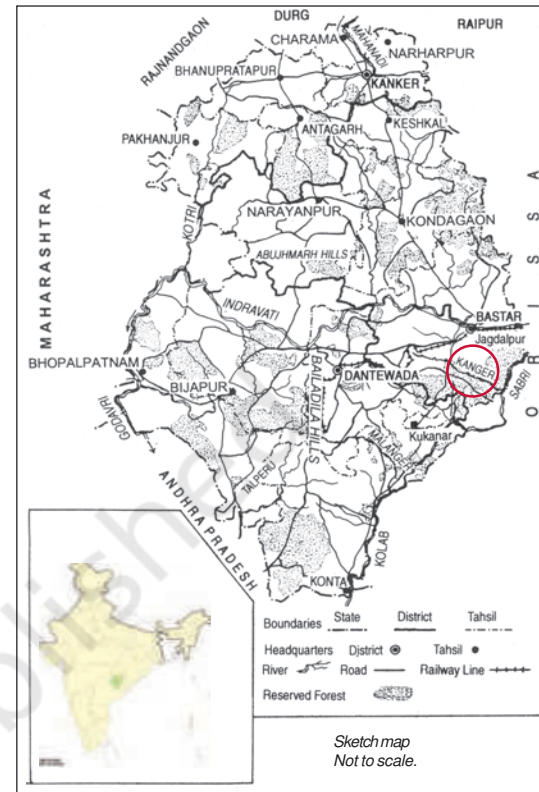 DURG
RAIPUR
RAJNANDGAON
CHARAMA
MAHANADI
NARHARPUR
BHANUPRATAPUR
KANKER
ANTAGARH
KESHKAL
PAKHANJUR
MAHARASHTRA
KOTRI
NARAYANPUR
KONDAGAON
ABUJHMARH HILLS
ORISSA
INDRAVATI
BASTAR
Jagdalpur
BHOPALPATNAM
BAILADILA HILLS
DANTEWADA
KANGER
SABRI
BIJAPUR
GODAVRI
Kukanar
MALANGER
TALPERU
ANDHRA PRADESH
KOLAB
KONTA
Boundaries State District Tahsil
Headquarters District Tahsil
River Road Railway Line
Reserved Forest
Sketch map
Not to scale.
blishe